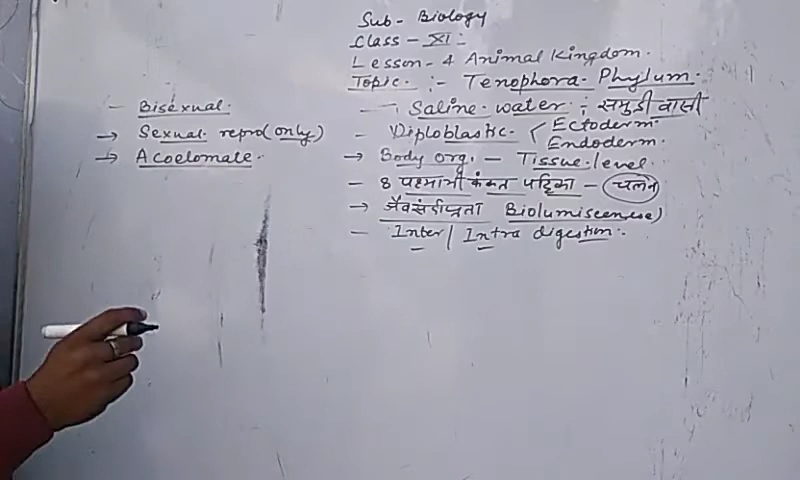 Sub- Biology
Class - XI :-
Lesson - 4 Animal Kingdom.
Topic :- Tenophora Phylum.
- Saline water ; समुद्री वासी
- Diploblastic < Ectoderm.
Endoderm.
→ Body org. - Tissue level.
- 8 पक्ष्माभी कंकत पट्टिका - चलन
→ जैवसंदीप्तता Biolumiscenese)
- Inter / Intra digestion.
- Bisexual.
→ Sexual repro (only)
→ Acoelomate.